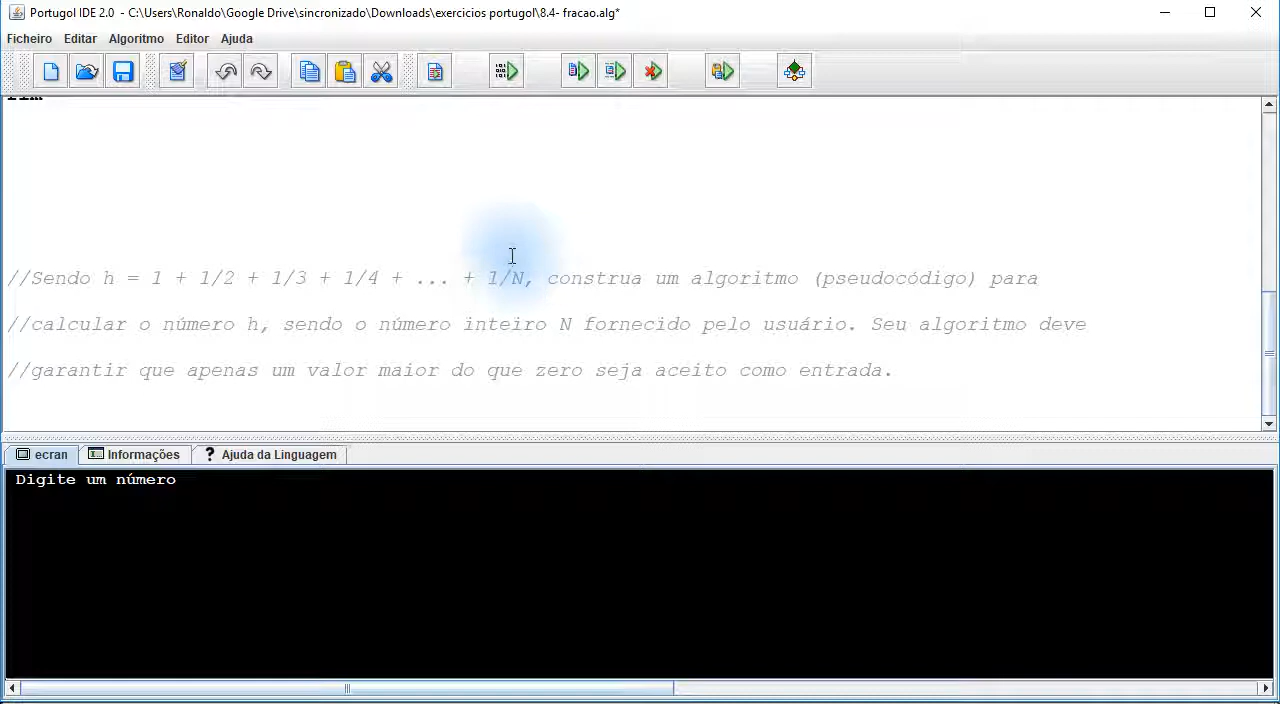 Portugol IDE 2.0 - C:\Users\Ronaldo\Google Drive\sincronizado\Downloads\exercicios portugol\8.4- fracao.alg*
Ficheiro Editar Algoritmo Editor Ajuda
//Sendo h = 1 + 1/2 + 1/3 + 1/4 + ... + 1/N, construa um algoritmo (pseudocódigo) para
//calcular o número h, sendo o número inteiro N fornecido pelo usuário. Seu algoritmo deve
//garantir que apenas um valor maior do que zero seja aceito como entrada.
ecran Informações ? Ajuda da Linguagem
Digite um número